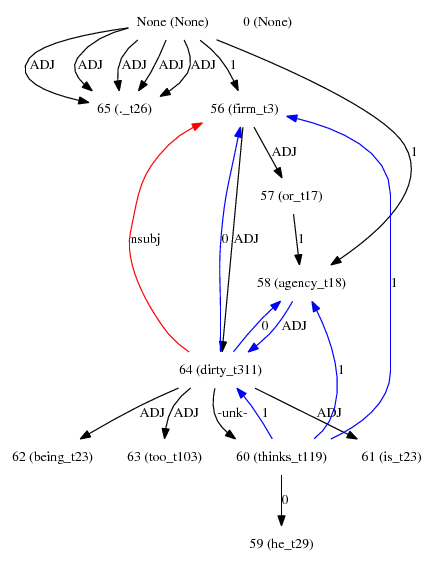 None (None) 0 (None)
ADJ ADJ ADJ ADJ ADJ 1
65 (._t26) 56 (firm_t3)
ADJ 1
57 (or_t17)
nsubj 0 ADJ 1
58 (agency_t18) 1
0 ADJ
64 (dirty_t311) 1
ADJ ADJ -unk- 1 ADJ
62 (being_t23) 63 (too_t103) 60 (thinks_t119) 61 (is_t23)
0
59 (he_t29)